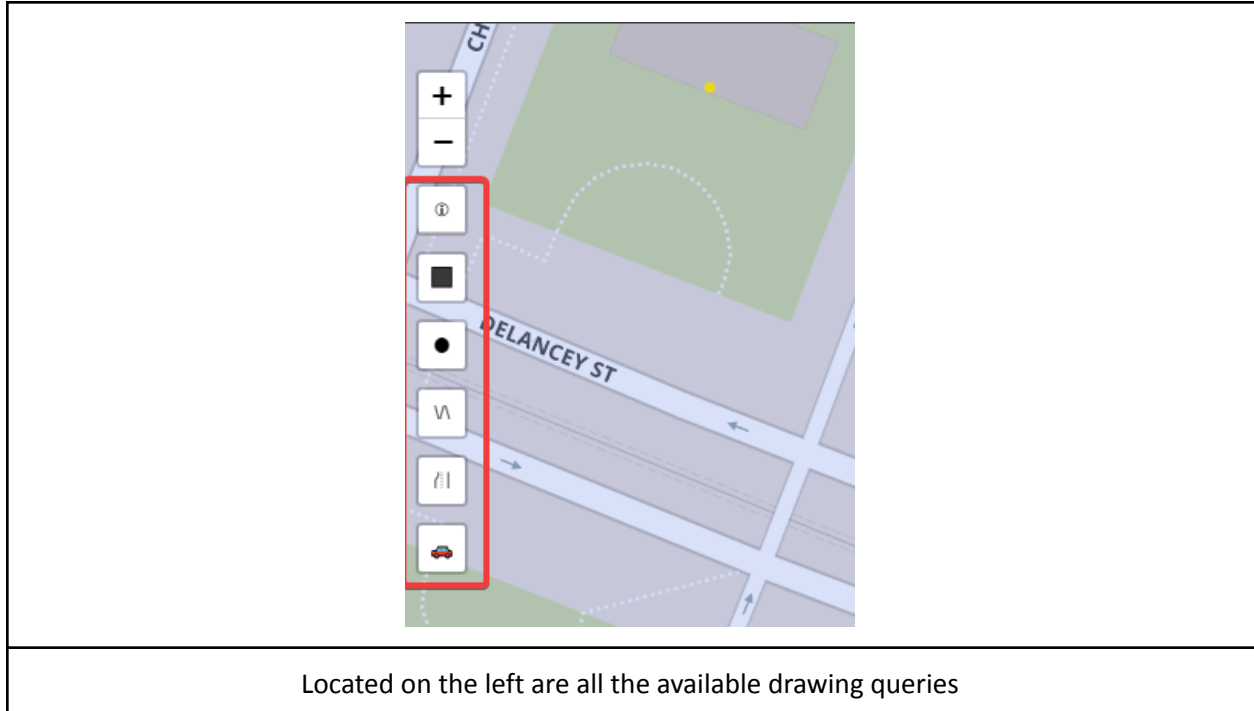 CH
+
−
DELANCEY ST
Located on the left are all the available drawing queries